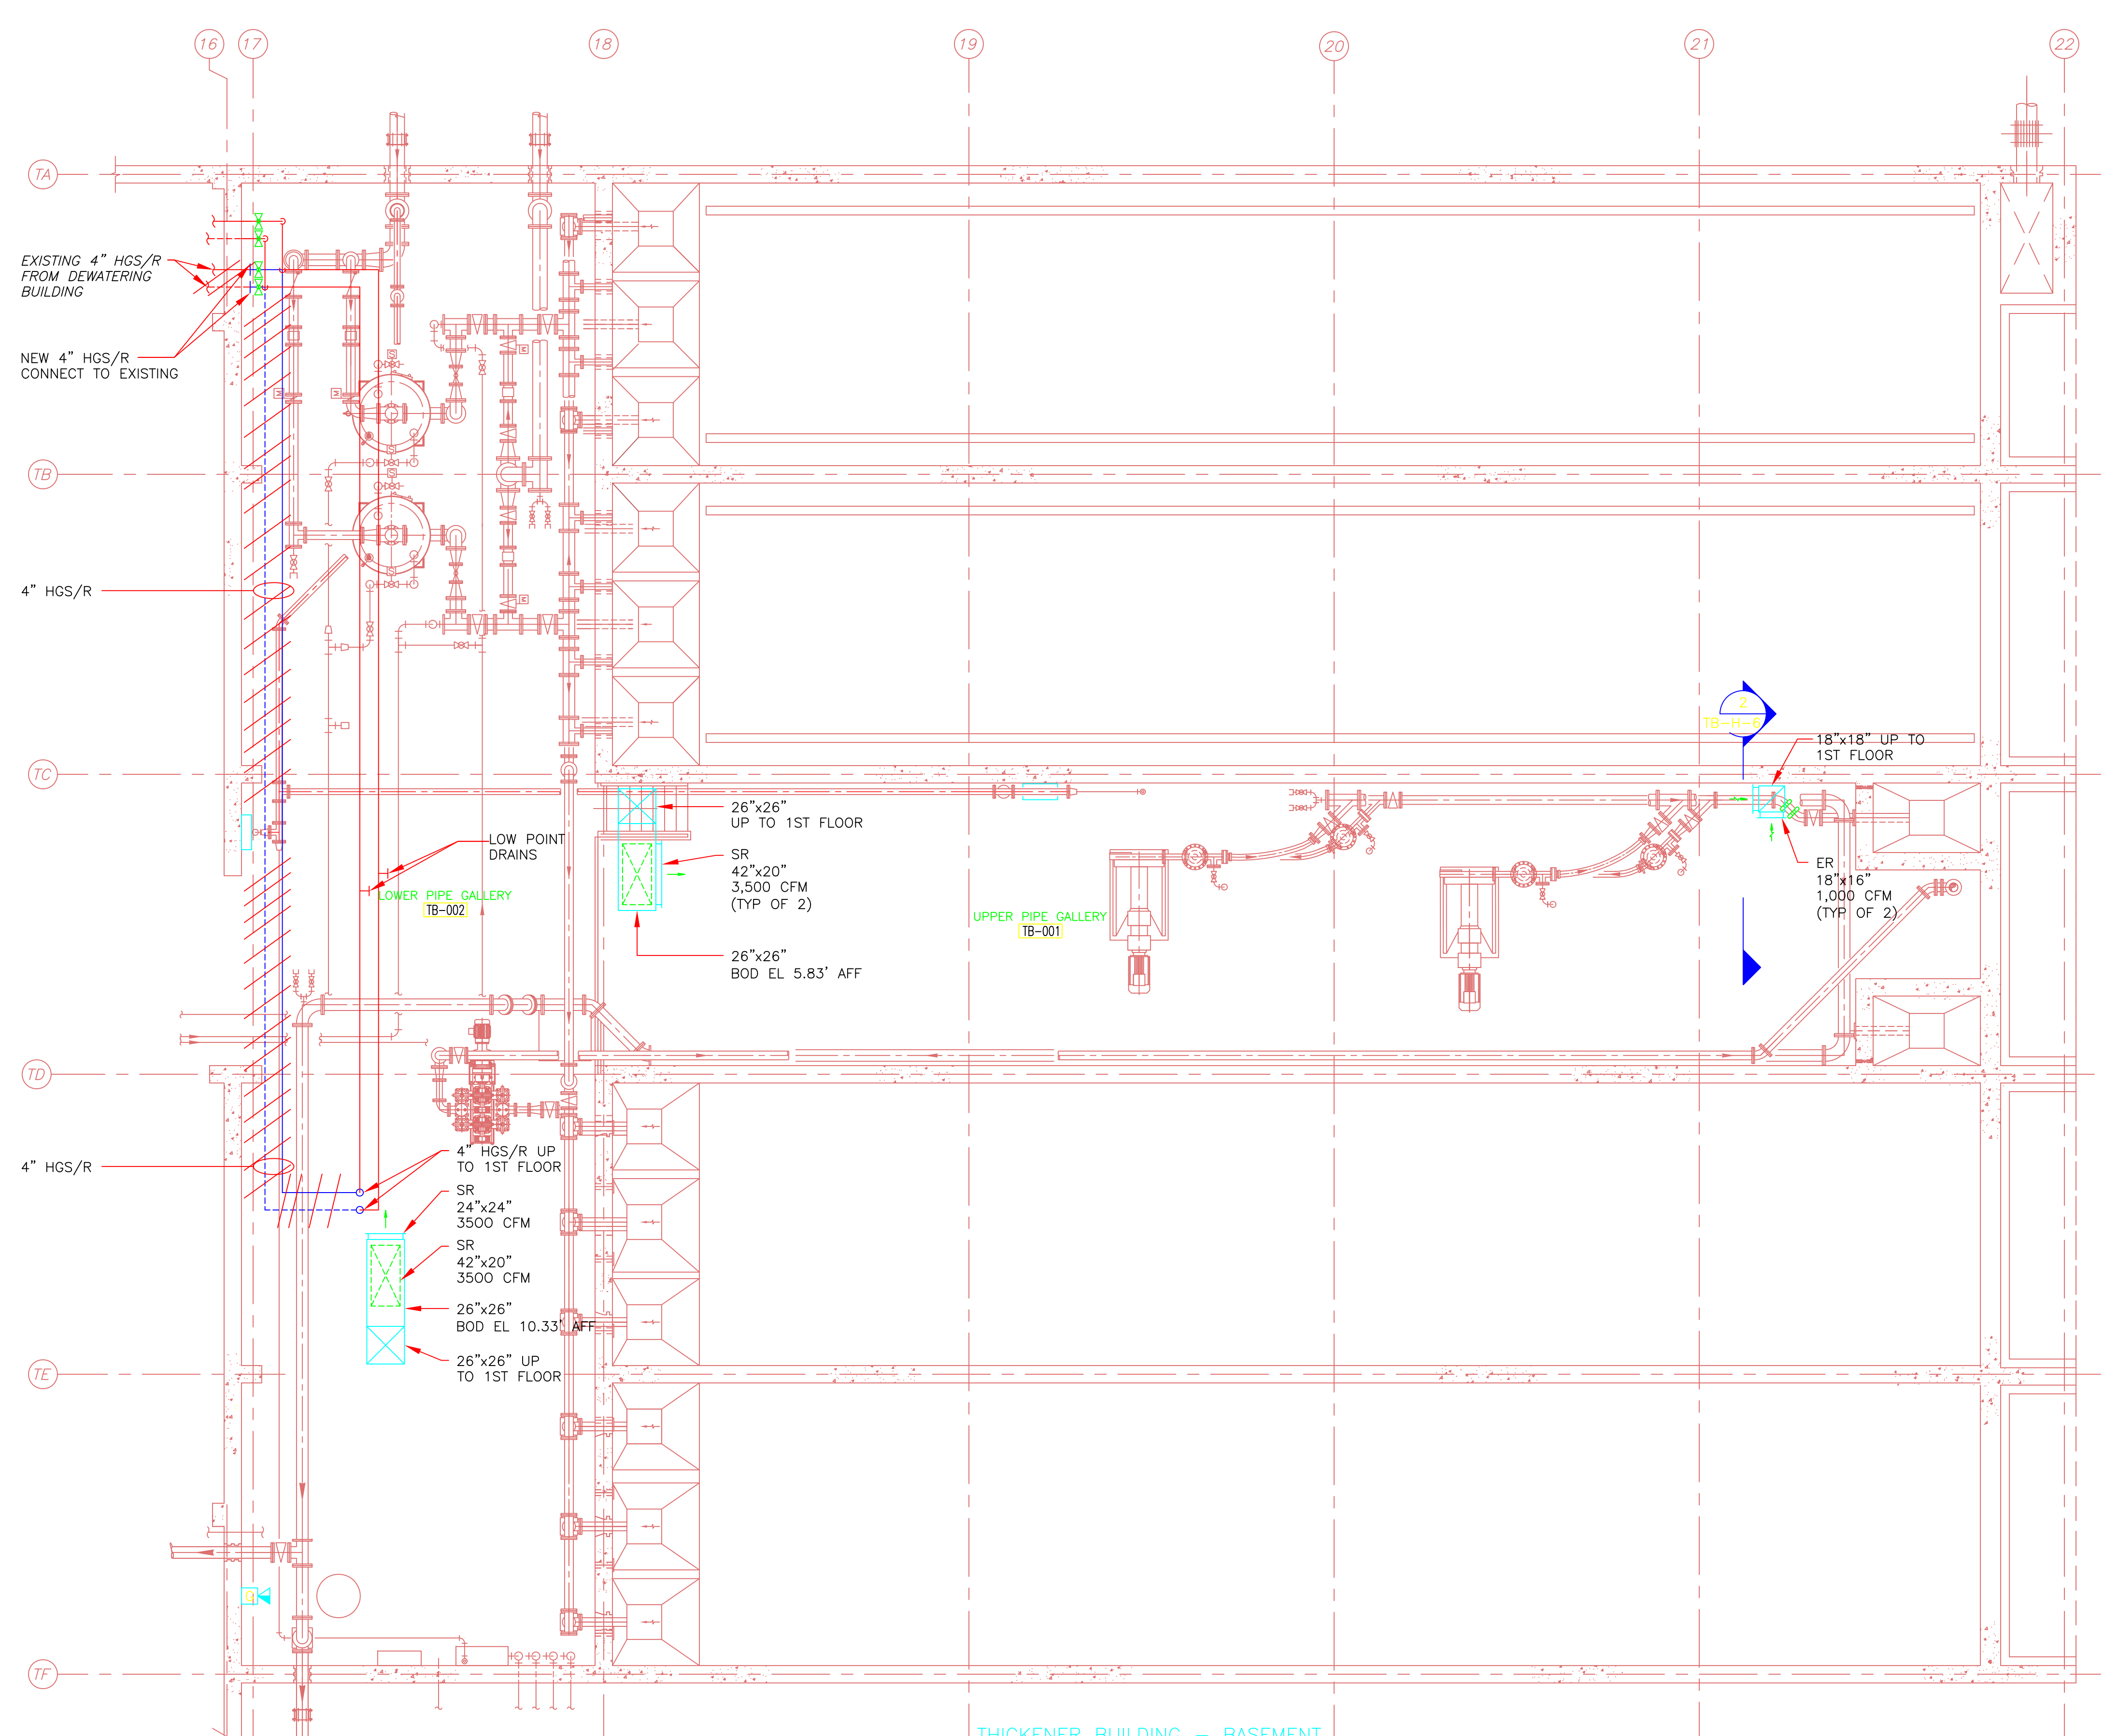 16
17
18
19
20
21
22
TA
EXISTING 4" HGS/R
FROM DEWATERING
BUILDING
NEW 4" HGS/R
CONNECT TO EXISTING
S
M
M
M
S
TB
S
S
M
4" HGS/R
2
TB-H-6
18"x18" UP TO
1ST FLOOR
TC
26"x26"
UP TO 1ST FLOOR
LOW POINT
DRAINS
SR
42"x20"
3,500 CFM
(TYP OF 2)
ER
18"x16"
1,000 CFM
(TYP OF 2)
LOWER PIPE GALLERY
TB-002
UPPER PIPE GALLERY
TB-001
26"x26"
BOD EL 5.83' AFF
TD
4" HGS/R
4" HGS/R UP
TO 1ST FLOOR
SR
24"x24"
3500 CFM
SR
42"x20"
3500 CFM
26"x26"
BOD EL 10.33' AFF
26"x26" UP
TO 1ST FLOOR
TE
TF
THICKENER BUILDING – BASEMENT